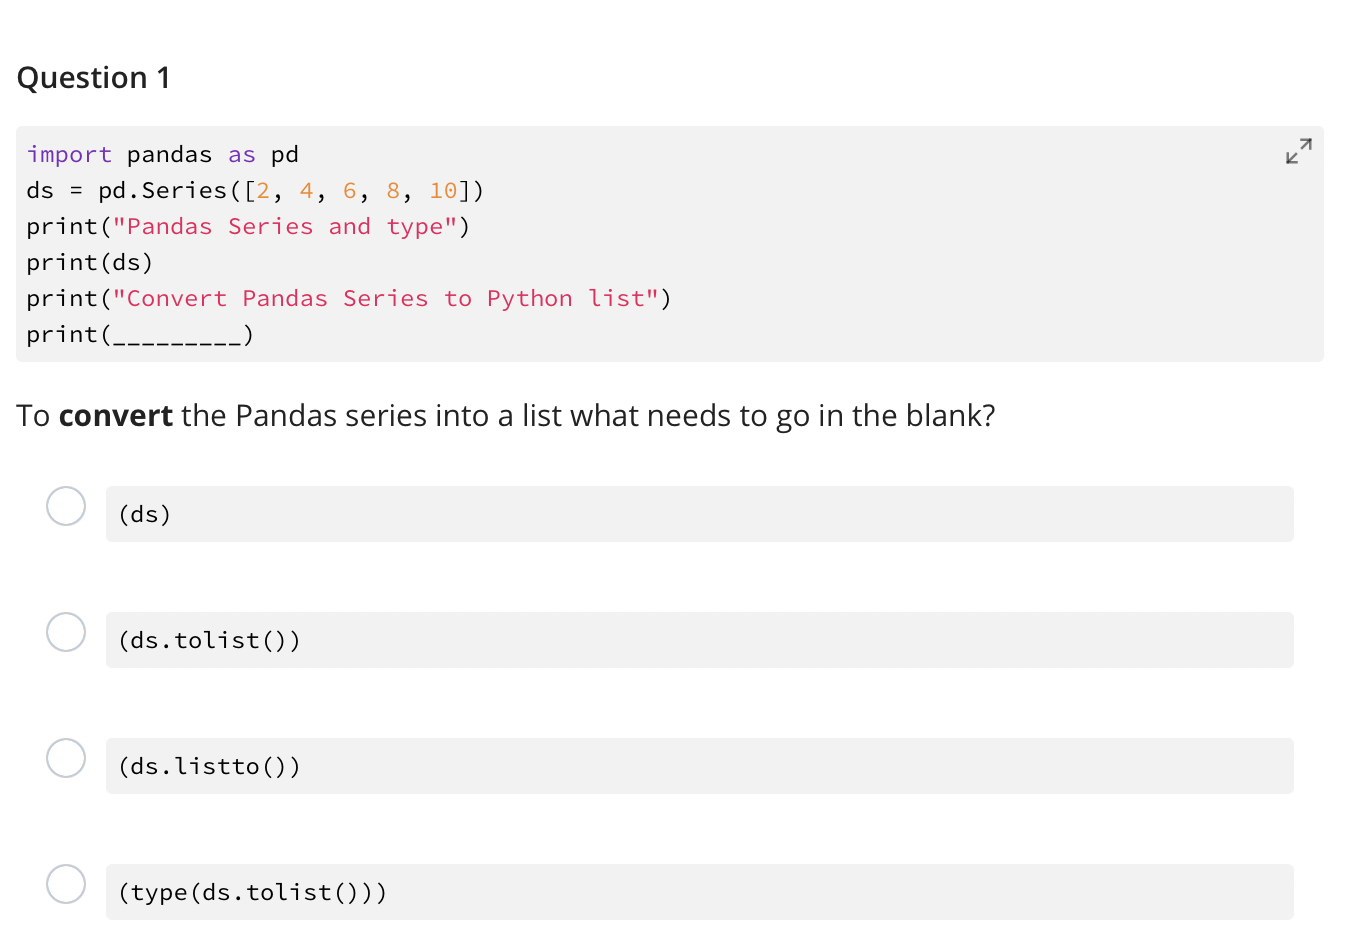 Question 1
import pandas as pd
ds = pd.Series([2, 4, 6, 8, 10])
print("Pandas Series and type")
print(ds)
print("Convert Pandas Series to Python list")
print(_________)
To convert the Pandas series into a list what needs to go in the blank?
(ds)
(ds.tolist())
(ds.listto())
(type(ds.tolist()))